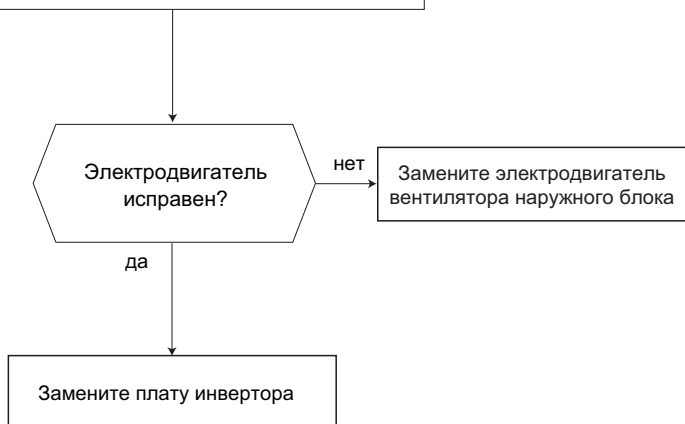 Электродвигатель
исправен?
нет
Замените электродвигатель
вентилятора наружного блока
да
Замените плату инвертора